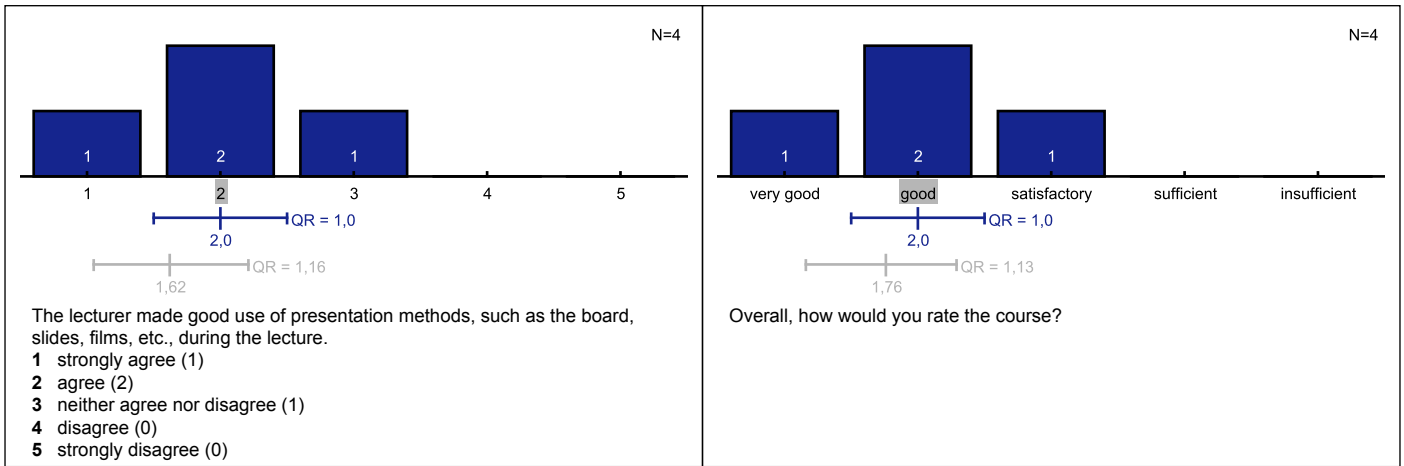 N=4
1
2
1
1
2
3
4
5
QR = 1,0
2,0
QR = 1,16
1,62
The lecturer made good use of presentation methods, such as the board,
slides, films, etc., during the lecture.
1 strongly agree (1)
2 agree (2)
3 neither agree nor disagree (1)
4 disagree (0)
5 strongly disagree (0)
N=4
1
2
1
very good
good
satisfactory
sufficient
insufficient
QR = 1,0
2,0
QR = 1,13
1,76
Overall, how would you rate the course?